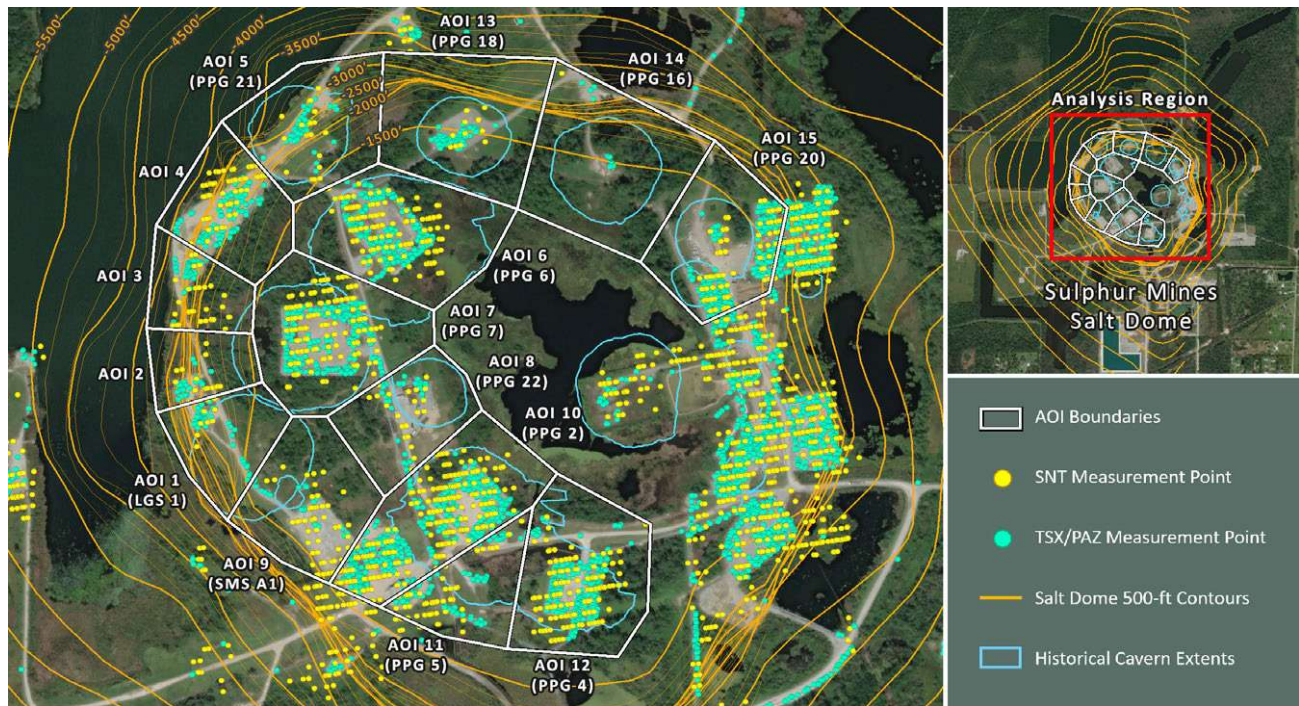 -5500'
-5000'
-4500'
-4000'
-3500'
-3000'
-2500'
-2000'
-1500'
AOI 13
(PPG 18)
AOI 5
(PPG 21)
AOI 14
(PPG 16)
AOI 15
(PPG 20)
AOI 4
AOI 3
AOI 6
(PPG 6)
AOI 7
(PPG 7)
AOI 2
AOI 8
(PPG 22)
AOI 10
(PPG 2)
AOI 1
(LGS 1)
AOI 9
(SMS A1)
AOI 11
(PPG 5)
AOI 12
(PPG 4)
Analysis Region
Sulphur Mines
Salt Dome
AOI Boundaries
SNT Measurement Point
TSX/PAZ Measurement Point
Salt Dome 500-ft Contours
Historical Cavern Extents